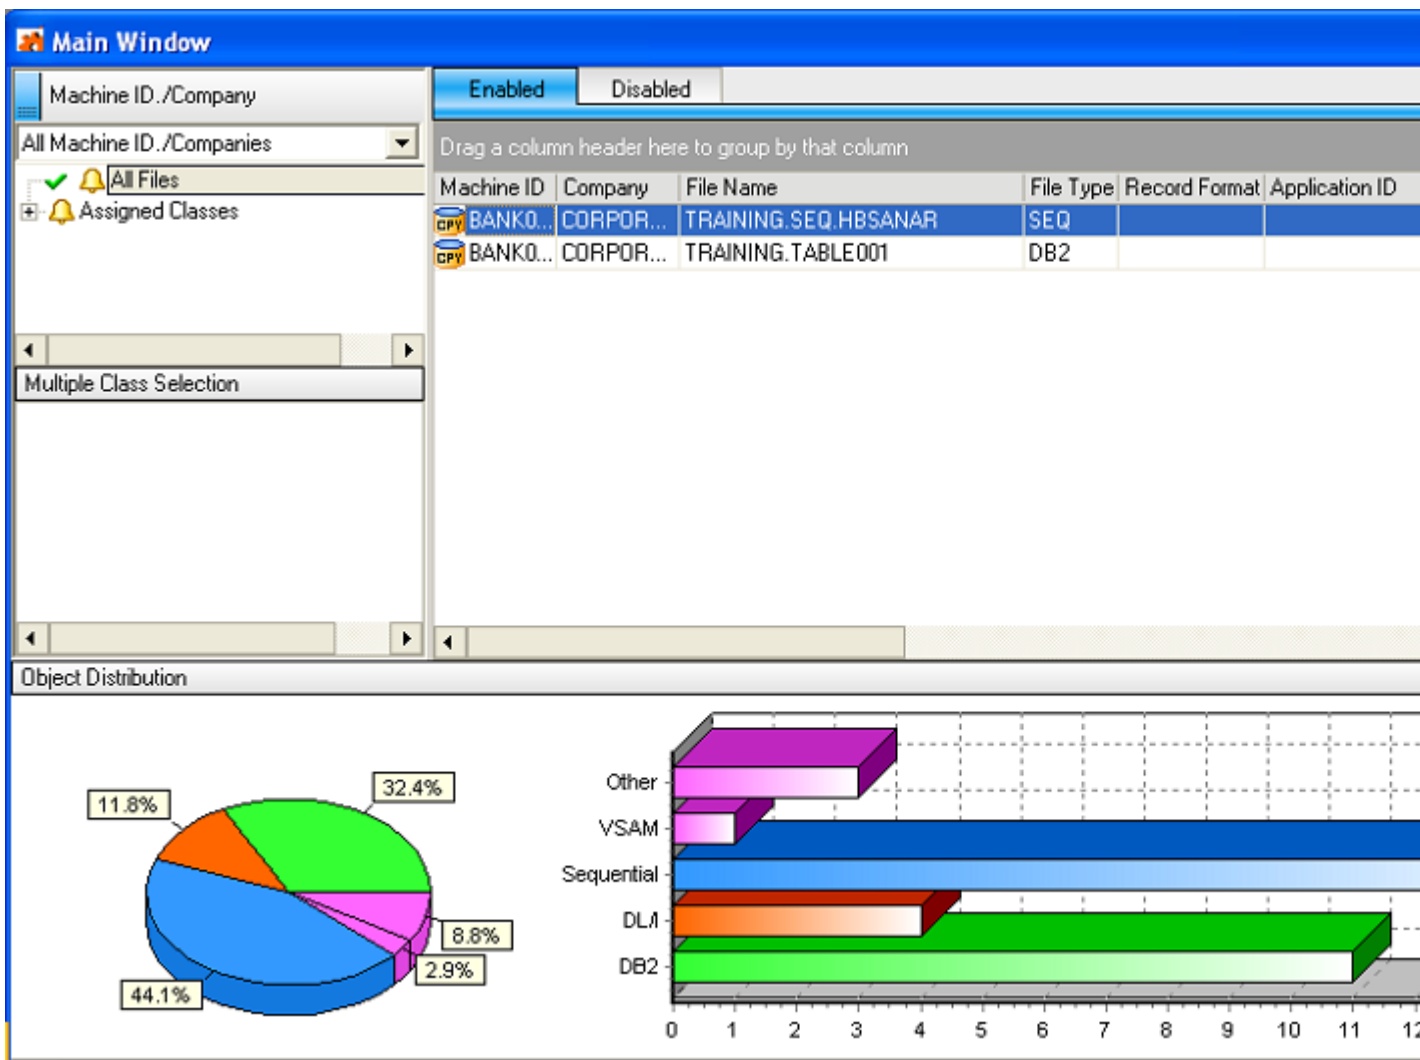 Main Window
Machine ID./Company
All Machine ID./Companies
All Files
Assigned Classes
Multiple Class Selection
Enabled Disabled
Drag a column header here to group by that column
Machine ID Company File Name File Type Record Format Application ID
CPY BANK0... CORPOR... TRAINING.SEQ.HBSANAR SEQ
CPY BANK0... CORPOR... TRAINING.TABLE001 DB2
Object Distribution
11.8%
32.4%
8.8%
2.9%
44.1%
Other
VSAM
Sequential
DL/I
DB2
0 1 2 3 4 5 6 7 8 9 10 11 12